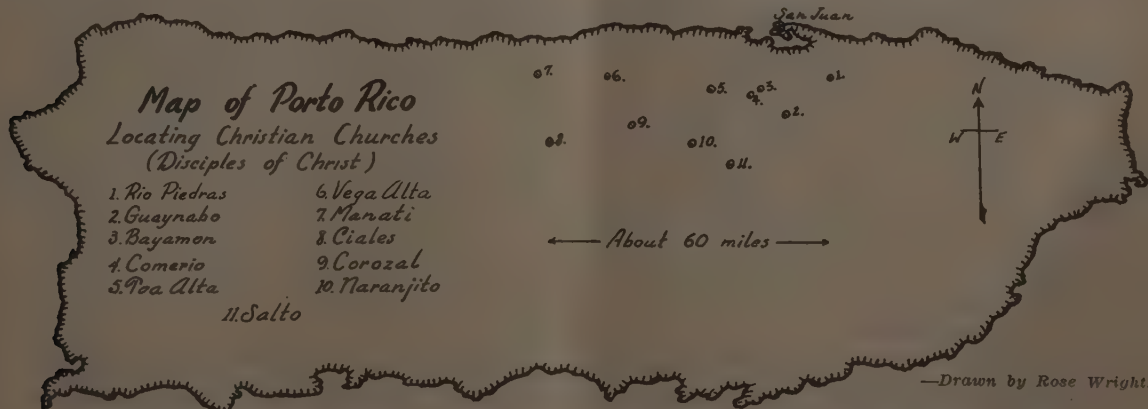 San Juan
7.
6.
5.
3.
4.
1.
2.
9.
8.
10.
11.
Map of Porto Rico
Locating Christian Churches
(Disciples of Christ)
1. Rio Piedras
2. Guaynabo
3. Bayamon
4. Comerio
5. Toa Alta
6. Vega Alta
7. Manati
8. Ciales
9. Corozal
10. Naranjito
11. Salto
N
W E
About 60 miles
—Drawn by Rose Wright